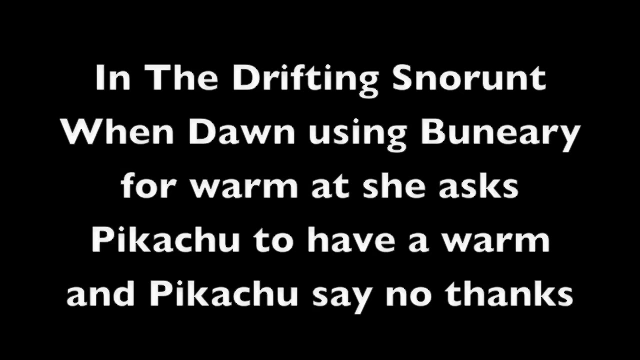 In The Drifting Snorunt
When Dawn using Buneary
for warm at she asks
Pikachu to have a warm
and Pikachu say no thanks